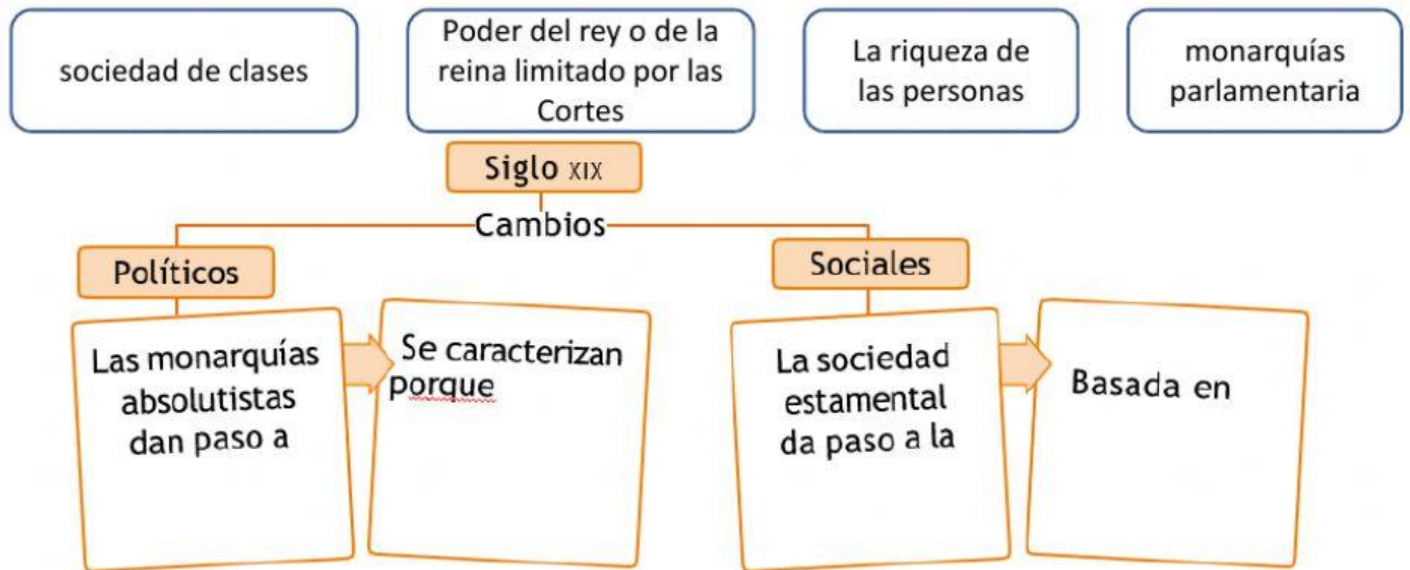 sociedad de clases
Poder del rey o de la
reina limitado por las
Cortes
La riqueza de
las personas
monarquías
parlamentaria
Siglo XIX
Cambios
Políticos
Sociales
Las monarquías
absolutistas
dan paso a
Se caracterizan
porque
La sociedad
estamental
da paso a la
Basada en